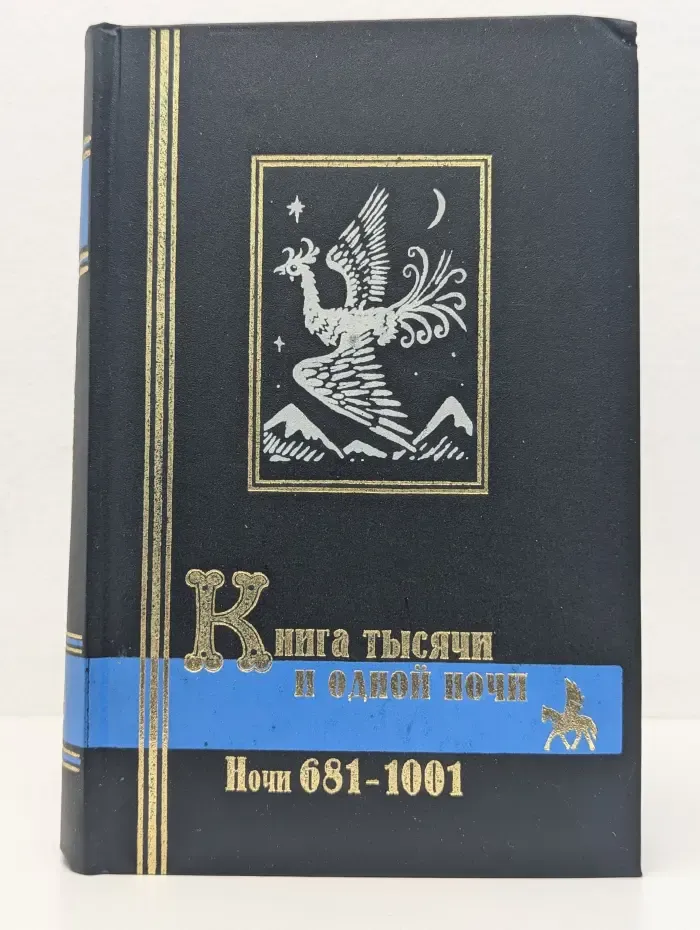 Книга тысячи
и одной ночи
Ночи 681-1001